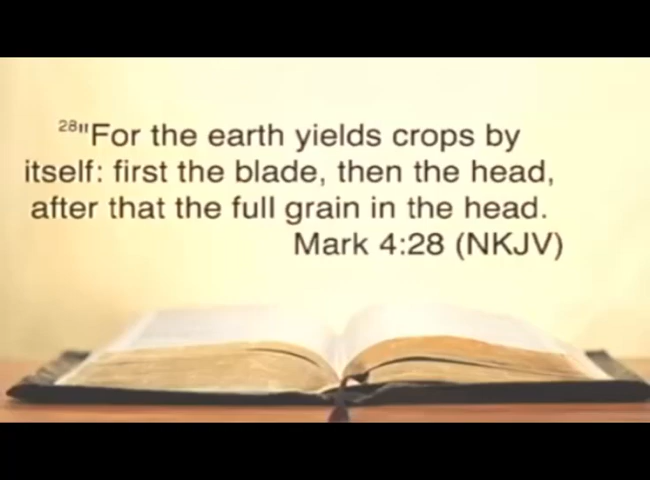 28"For the earth yields crops by
itself: first the blade, then the head,
after that the full grain in the head.
Mark 4:28 (NKJV)